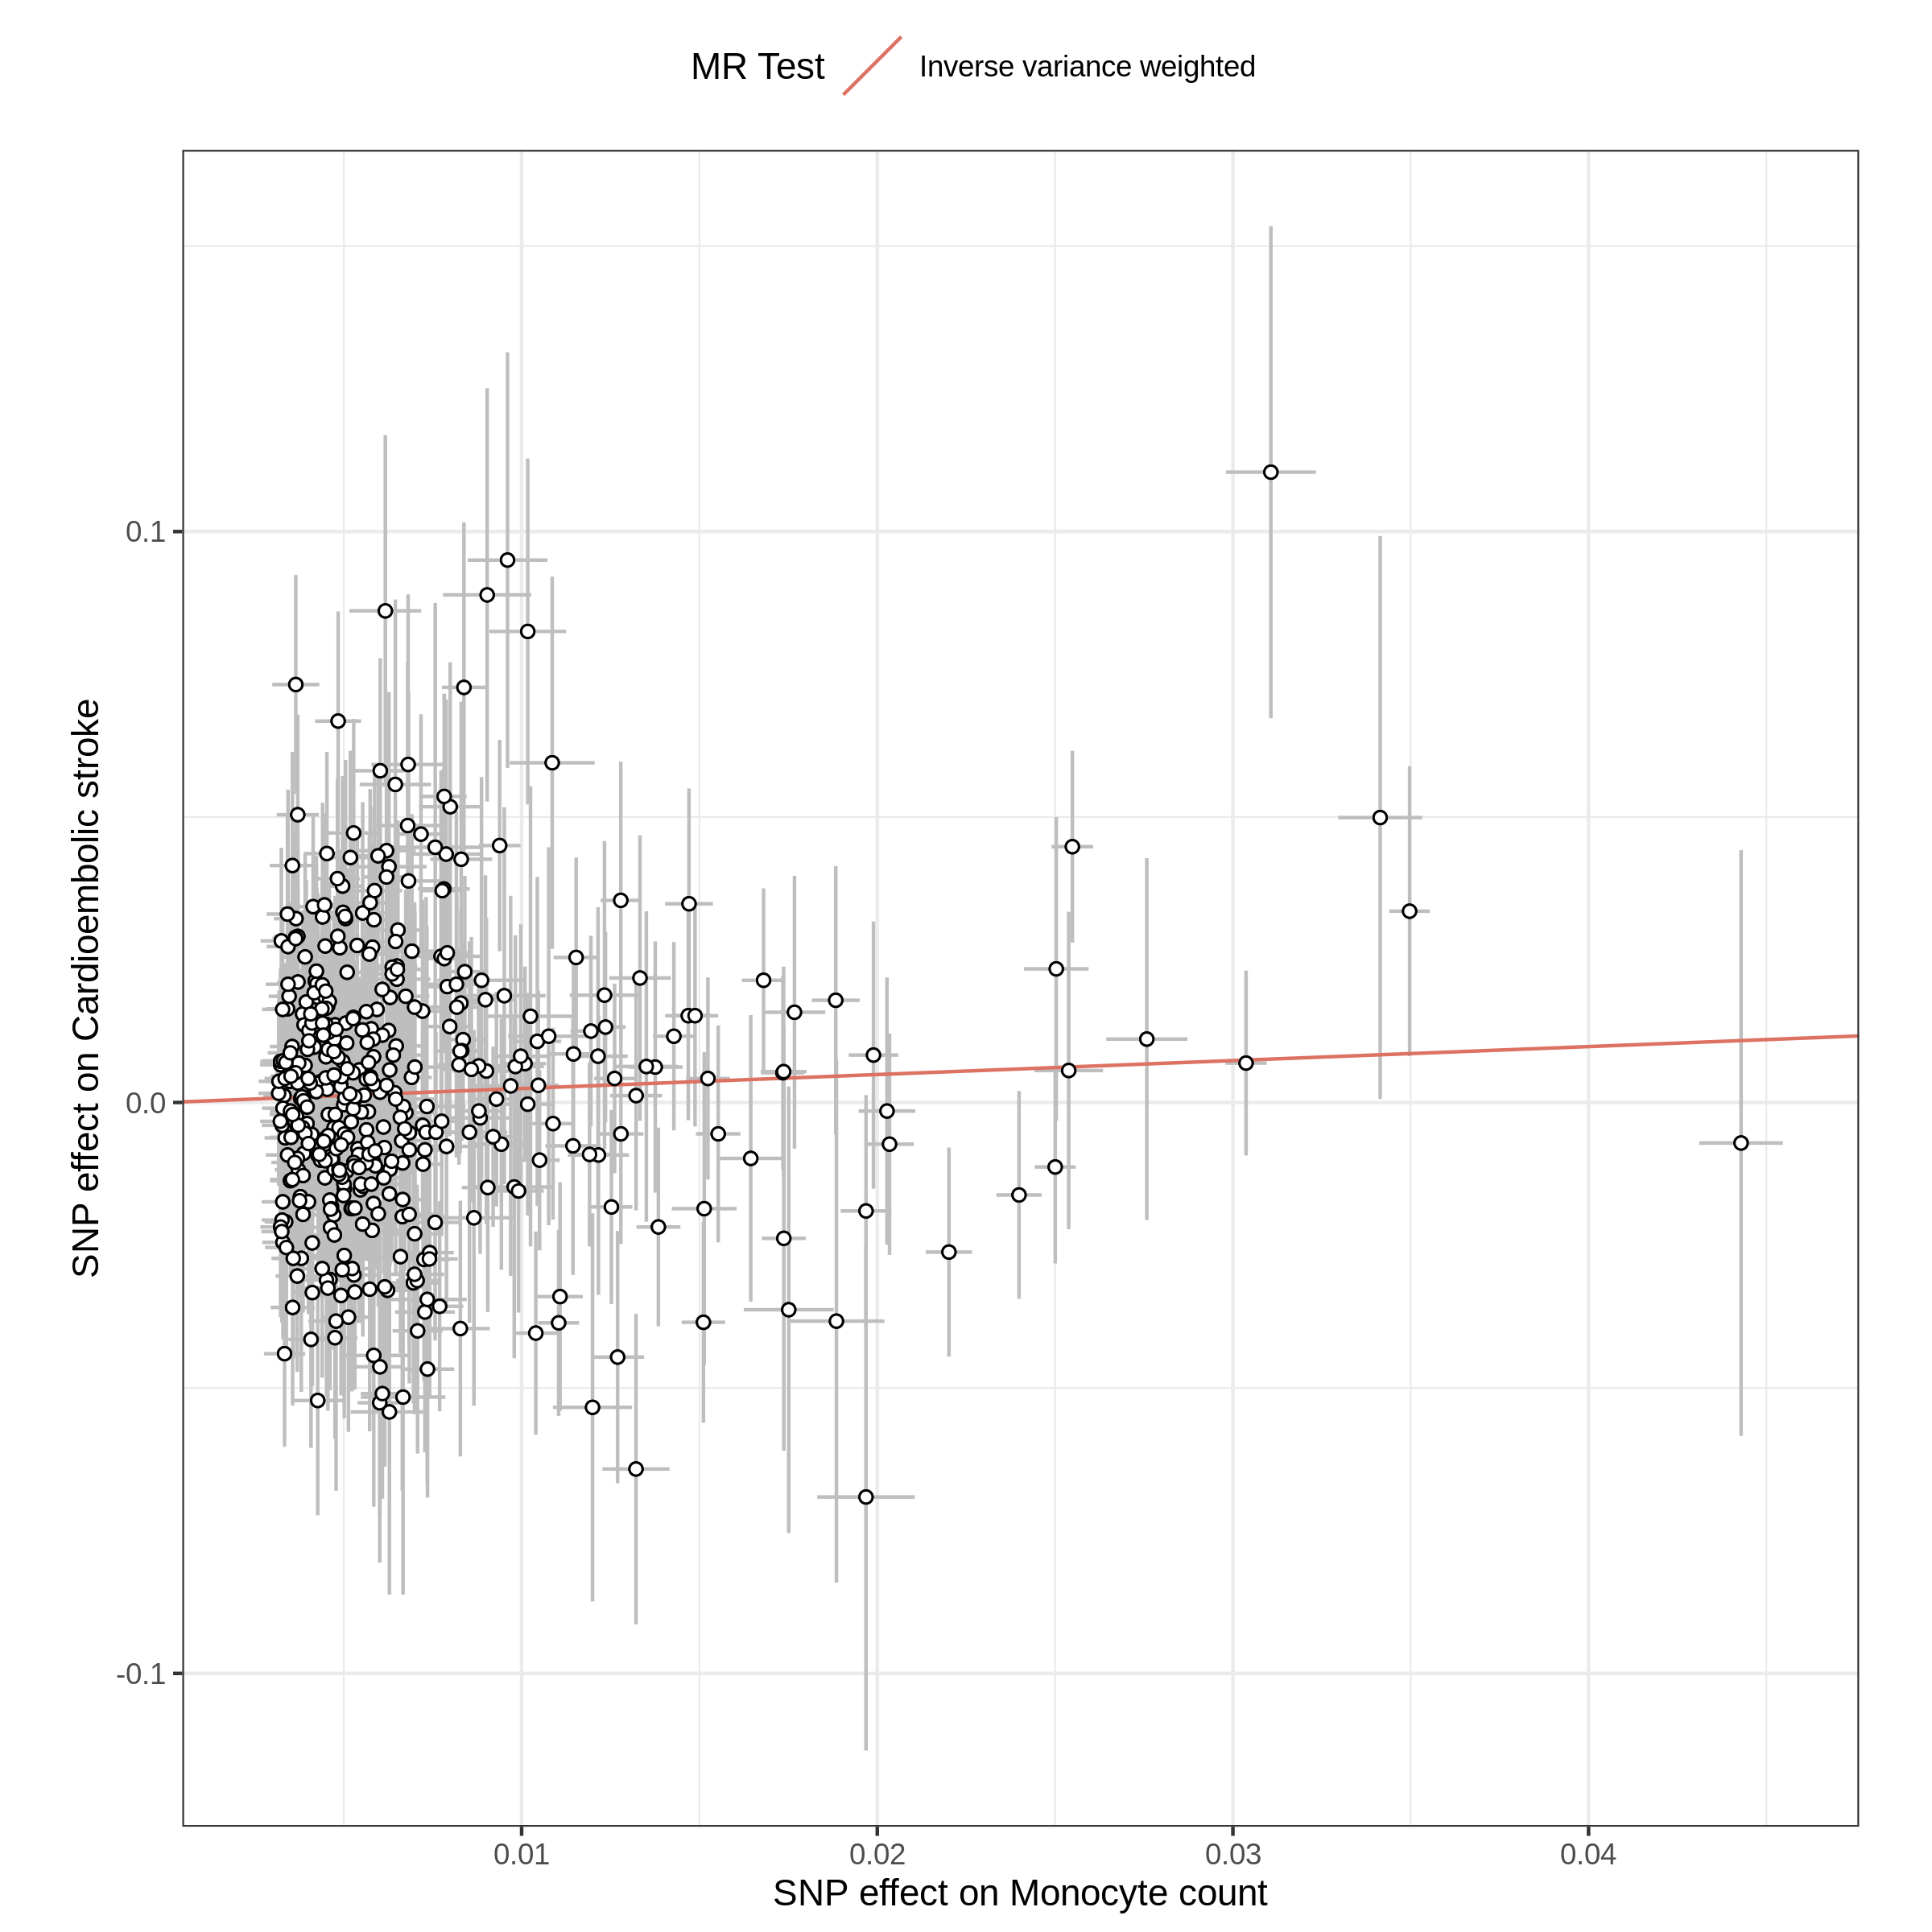 MR Test
Inverse variance weighted
SNP effect on Cardioembolic stroke
0.1
0.0
-0.1
0.01
0.02
0.03
0.04
SNP effect on Monocyte count